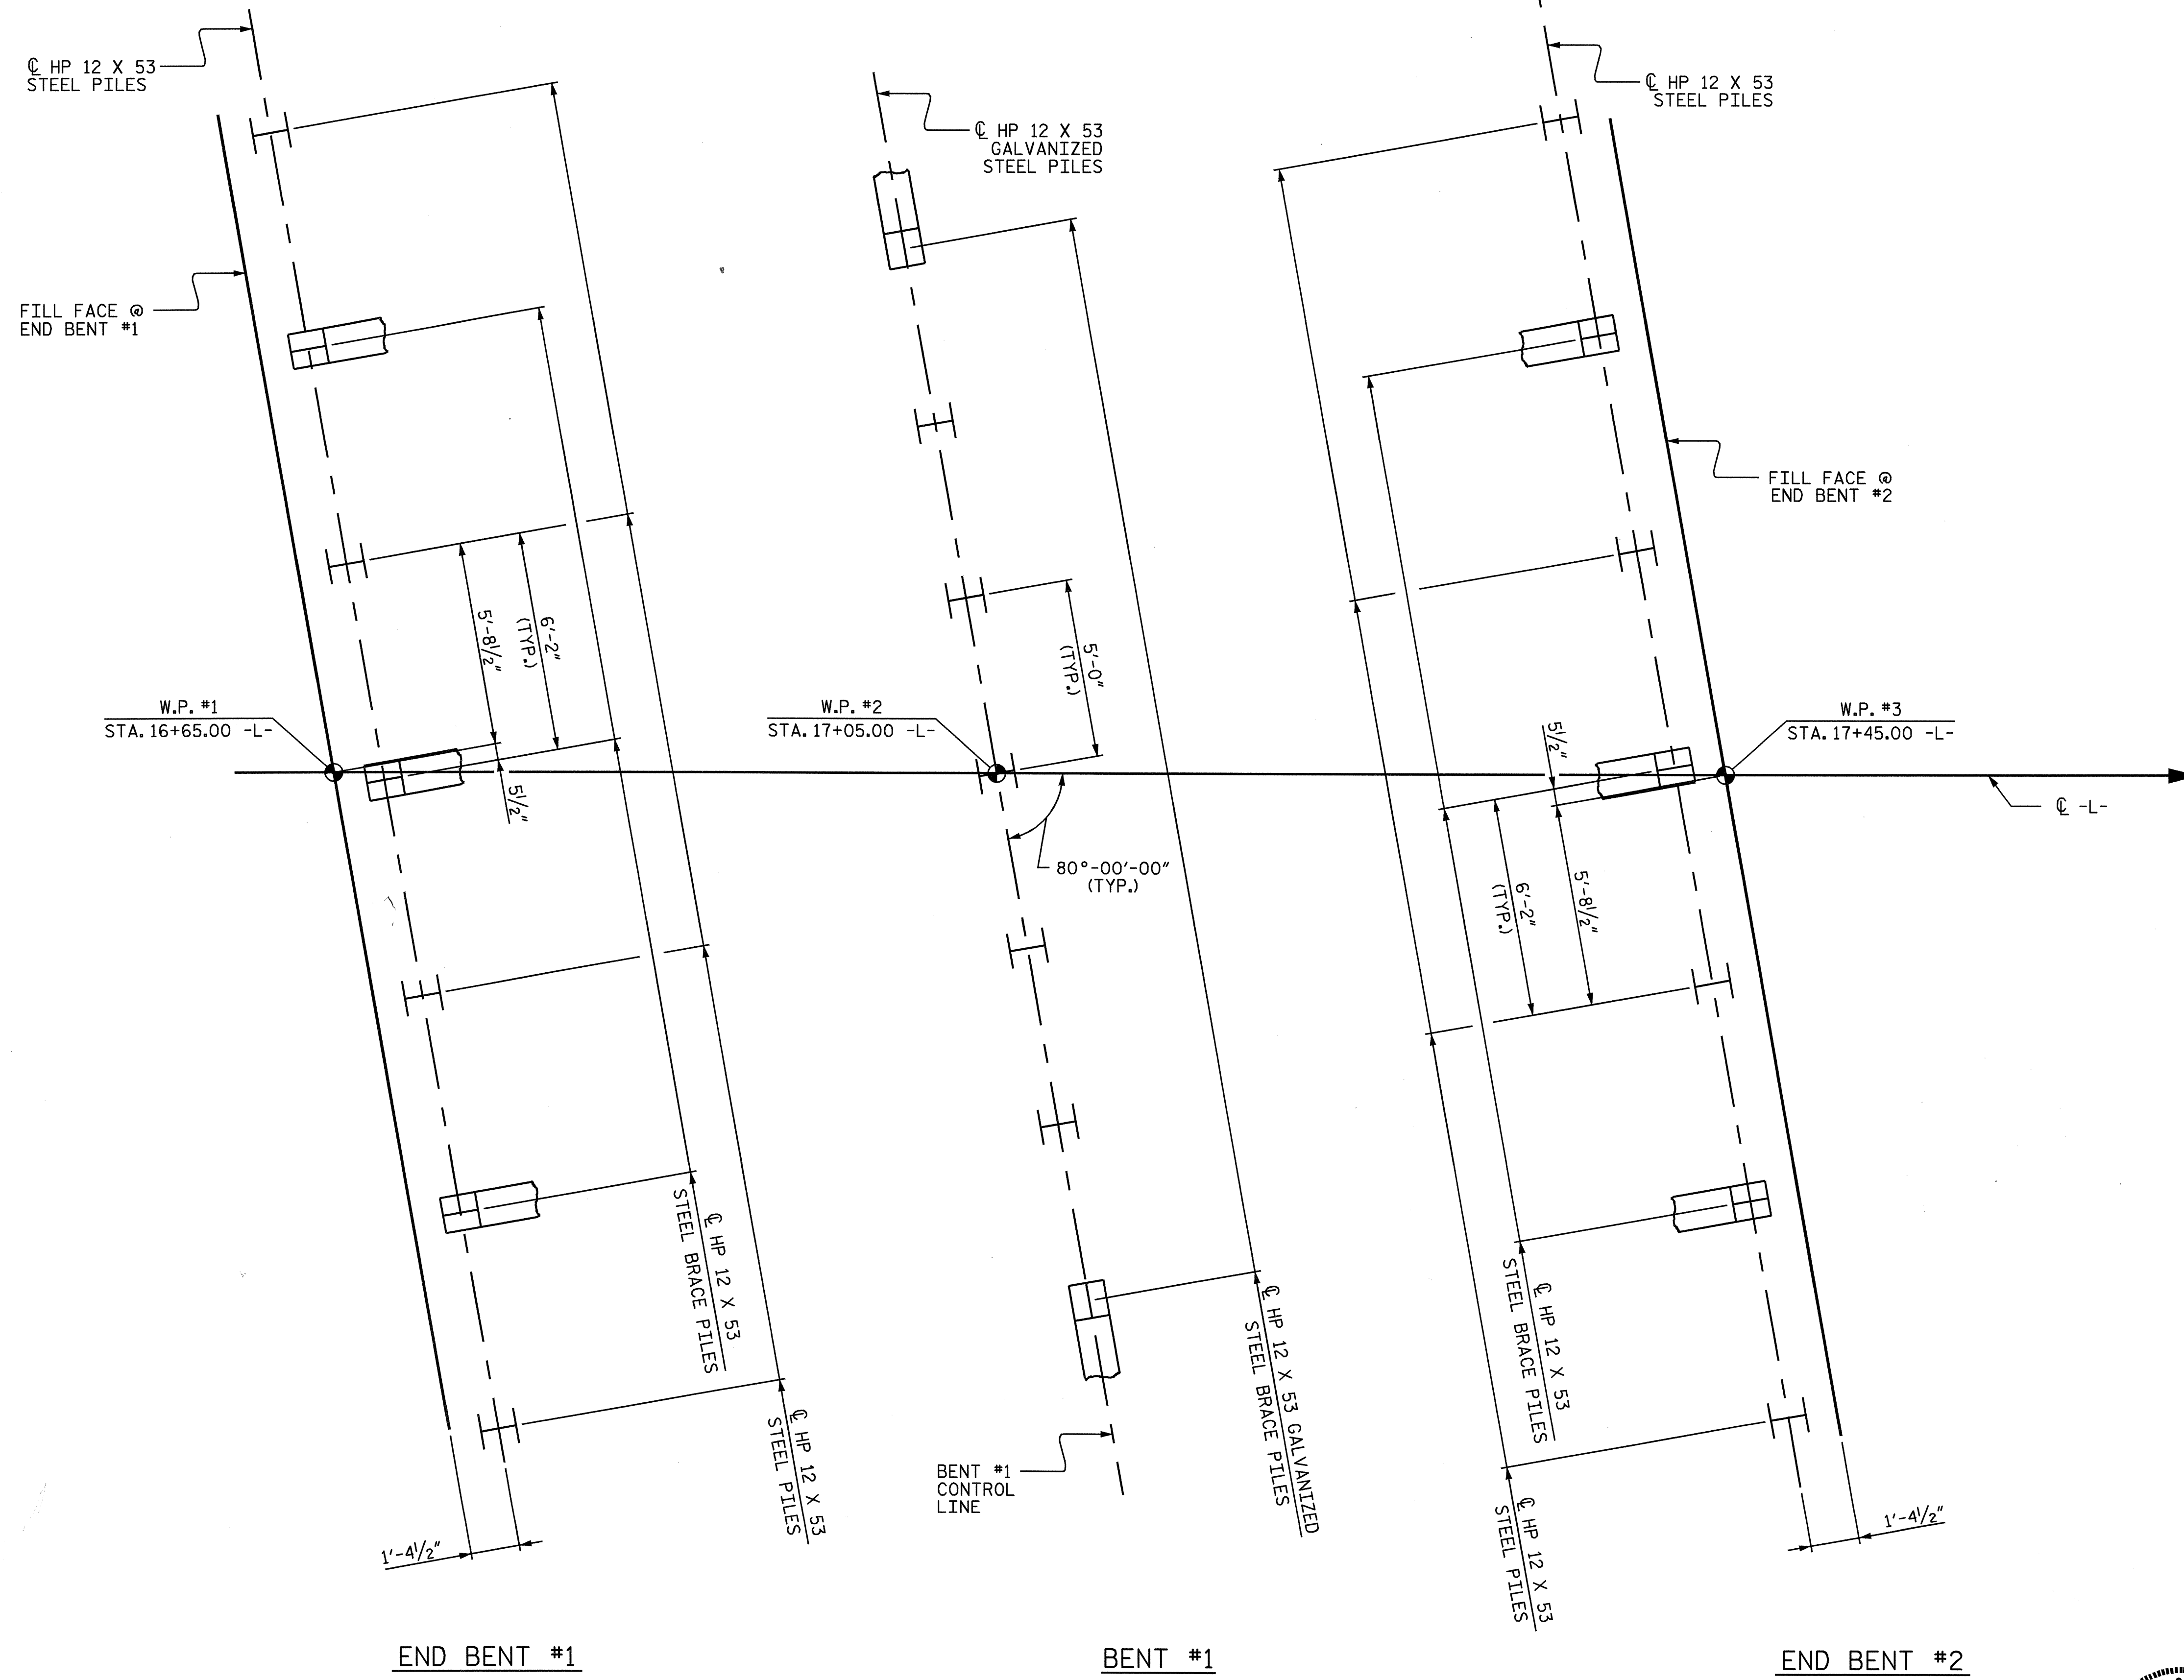 ℄ HP 12 X 53
STEEL PILES
℄ HP 12 X 53
GALVANIZED
STEEL PILES
℄ HP 12 X 53
STEEL PILES
FILL FACE @
END BENT #1
FILL FACE @
END BENT #2
5'-8½"
6'-2"
(TYP.)
5½"
W.P. #1
STA. 16+65.00 -L-
5'-0"
(TYP.)
W.P. #2
STA. 17+05.00 -L-
80°-00'-00"
(TYP.)
5½"
W.P. #3
STA. 17+45.00 -L-
℄ -L-
6'-2"
(TYP.)
5'-8½"
℄ HP 12 X 53
STEEL BRACE PILES
℄ HP 12 X 53
STEEL PILES
℄ HP 12 X 53 GALVANIZED
STEEL BRACE PILES
℄ HP 12 X 53
STEEL BRACE PILES
℄ HP 12 X 53
STEEL PILES
BENT #1
CONTROL
LINE
1'-4½"
1'-4½"
END BENT #1
BENT #1
END BENT #2